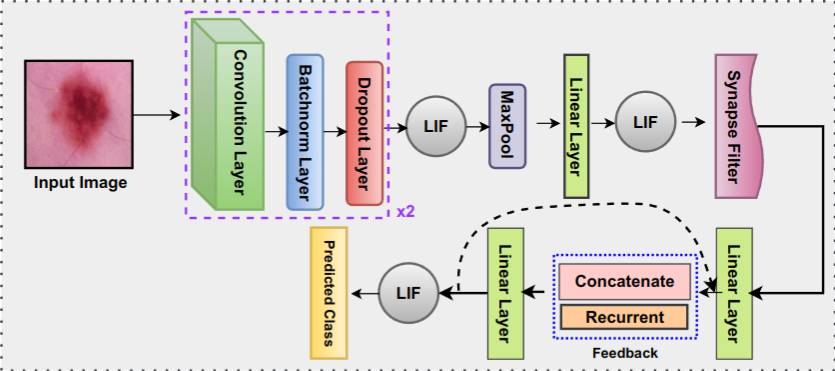 Input Image
Convolution Layer
Batchnorm Layer
Dropout Layer
x2
LIF
MaxPool
Linear Layer
LIF
Synapse Filter
Linear Layer
Concatenate
Recurrent
Feedback
Linear Layer
LIF
Predicted Class